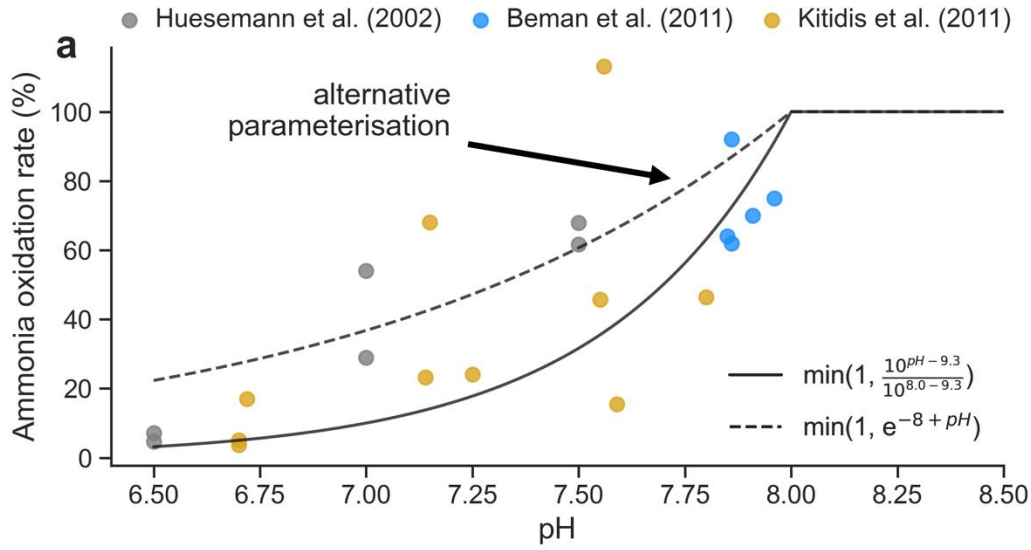 Huesemann et al. (2002) Beman et al. (2011) Kitidis et al. (2011)
a
Ammonia oxidation rate (%)
alternative
parameterisation
100
80
60
40
20
0
min(1, 10^{pH − 9.3} / 10^{8.0 − 9.3})
min(1, e^{−8 + pH})
6.50 6.75 7.00 7.25 7.50 7.75 8.00 8.25 8.50
pH